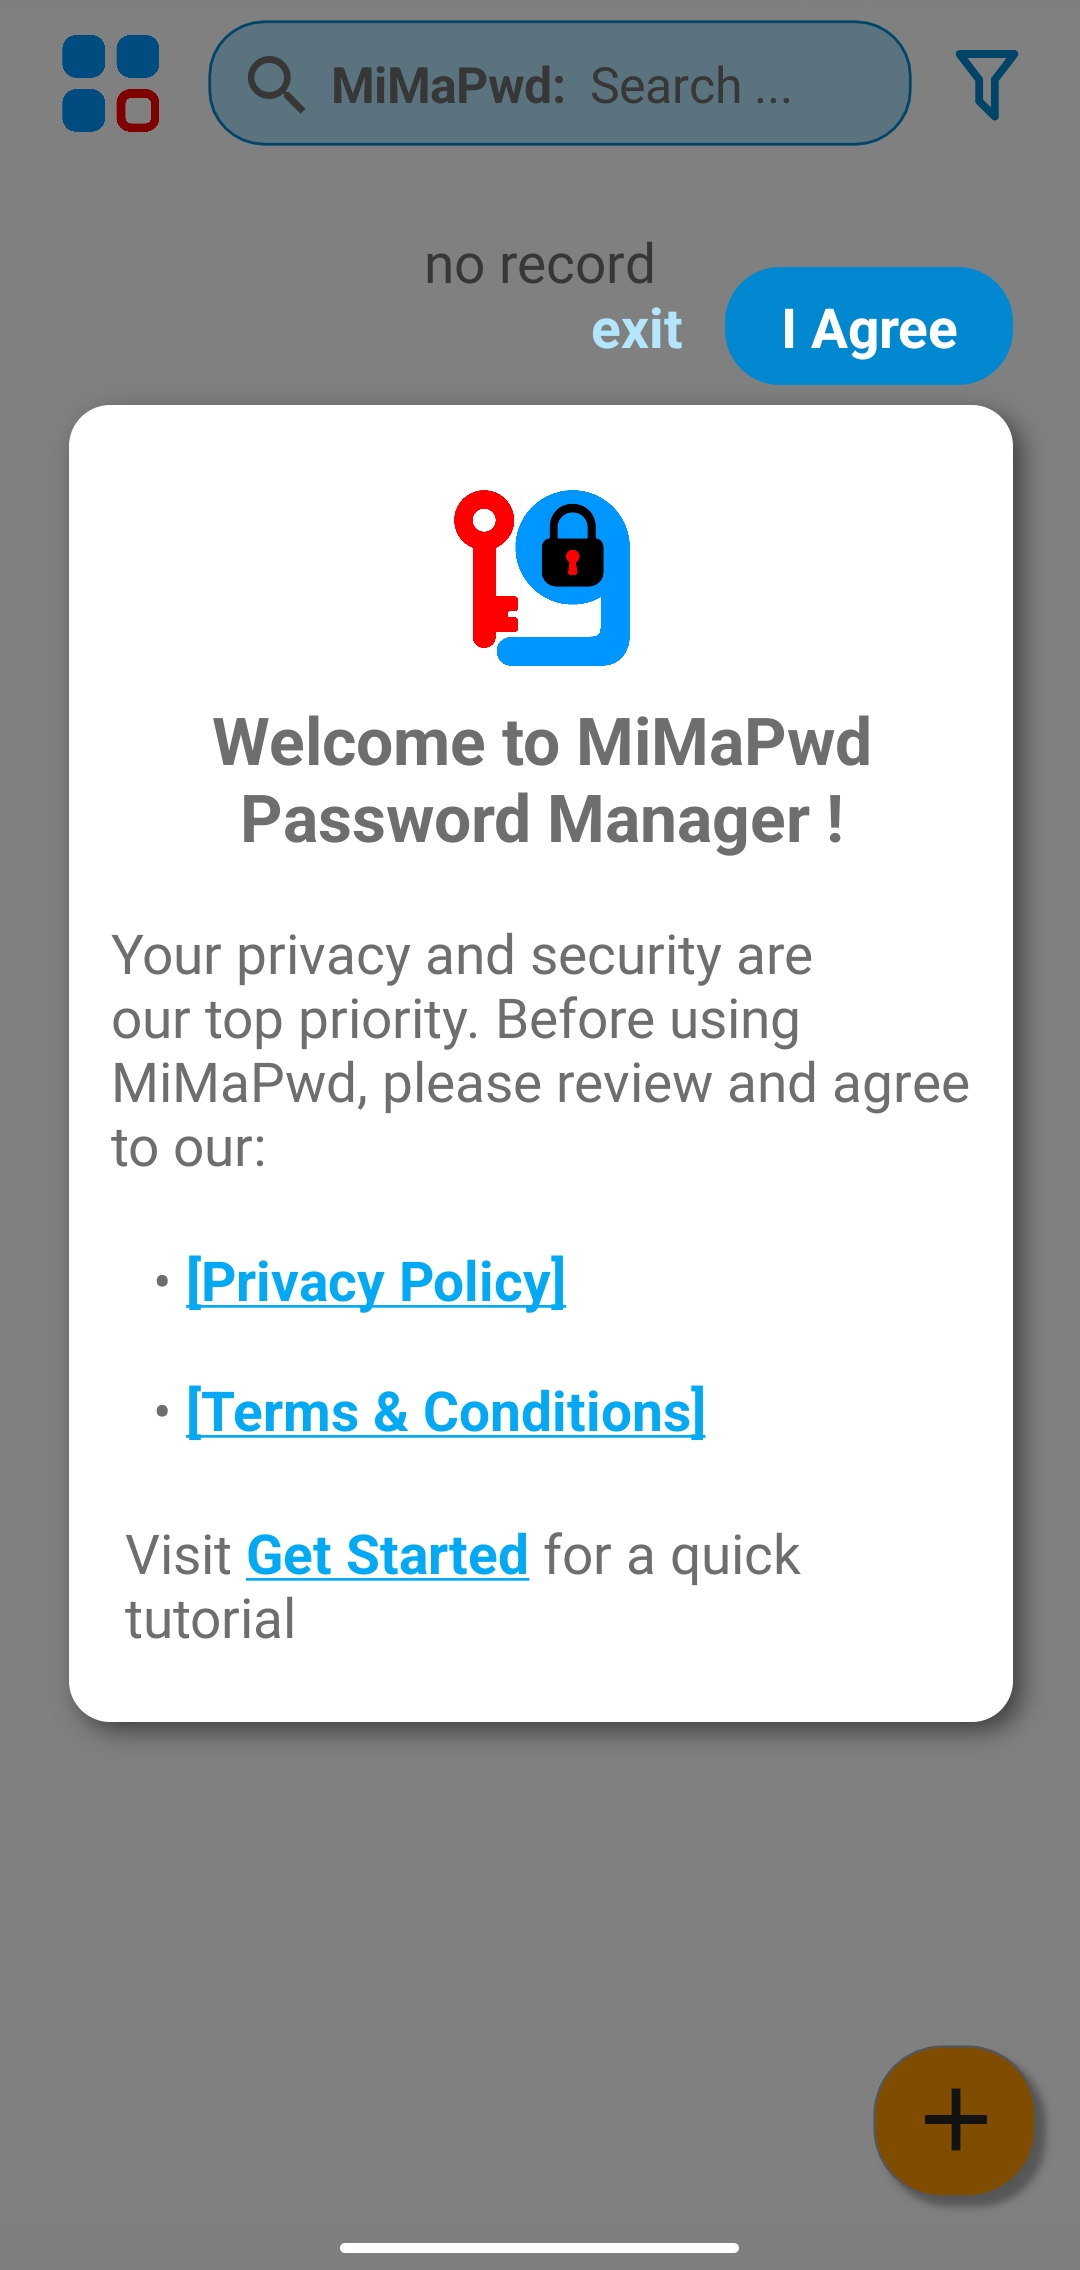 MiMaPwd: Search ...
no record
exit
I Agree
Welcome to MiMaPwd
Password Manager !
Your privacy and security are
our top priority. Before using
MiMaPwd, please review and agree
to our:
• [Privacy Policy]
• [Terms & Conditions]
Visit Get Started for a quick
tutorial